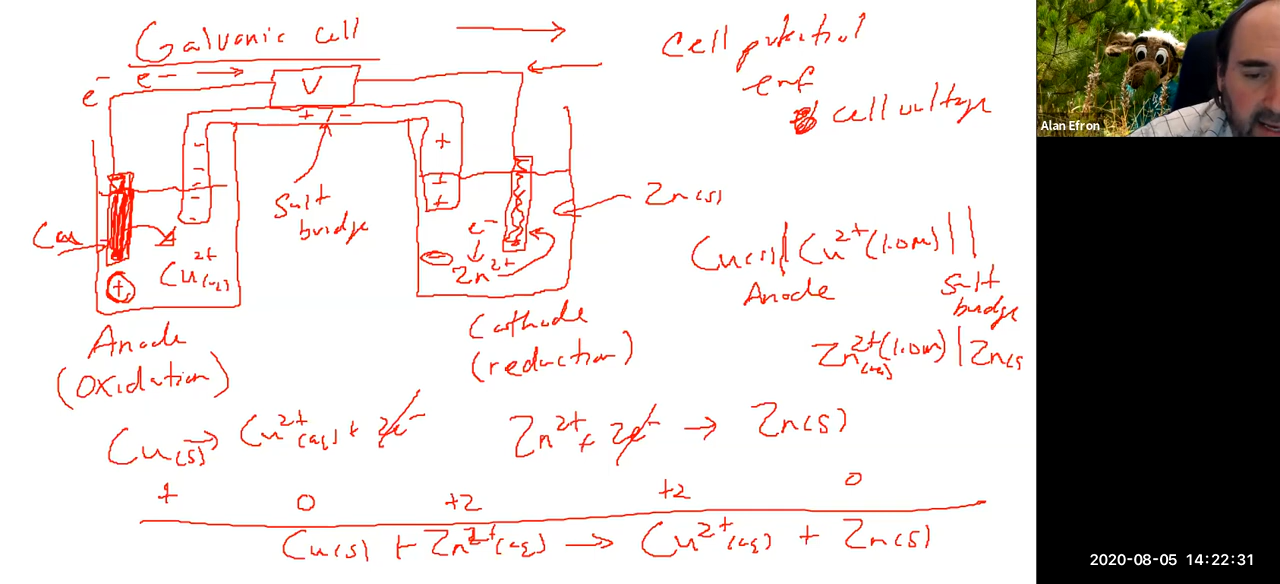 Galvanic cell
Cell potential
emf
cell voltage
e- e- →
V
+ / -
-
-
-
-
+
+
+
Salt bridge
Zn(s)
Cu
Cu2+(aq)
+
e-
-
Zn2+
Cu(s) | Cu2+(1.0M) ||
Anode
Salt bridge
Zn2+(1.0M) | Zn(s
(aq)
Anode
(oxidation)
Cathode
(reduction)
Cu(s) → Cu2+(aq) + 2e-
Zn2+ + 2e- → Zn(s)
+ 0 +2 +2 0
Cu(s) + Zn2+(aq) → Cu2+(aq) + Zn(s)
Alan Efron
2020-08-05 14:22:31